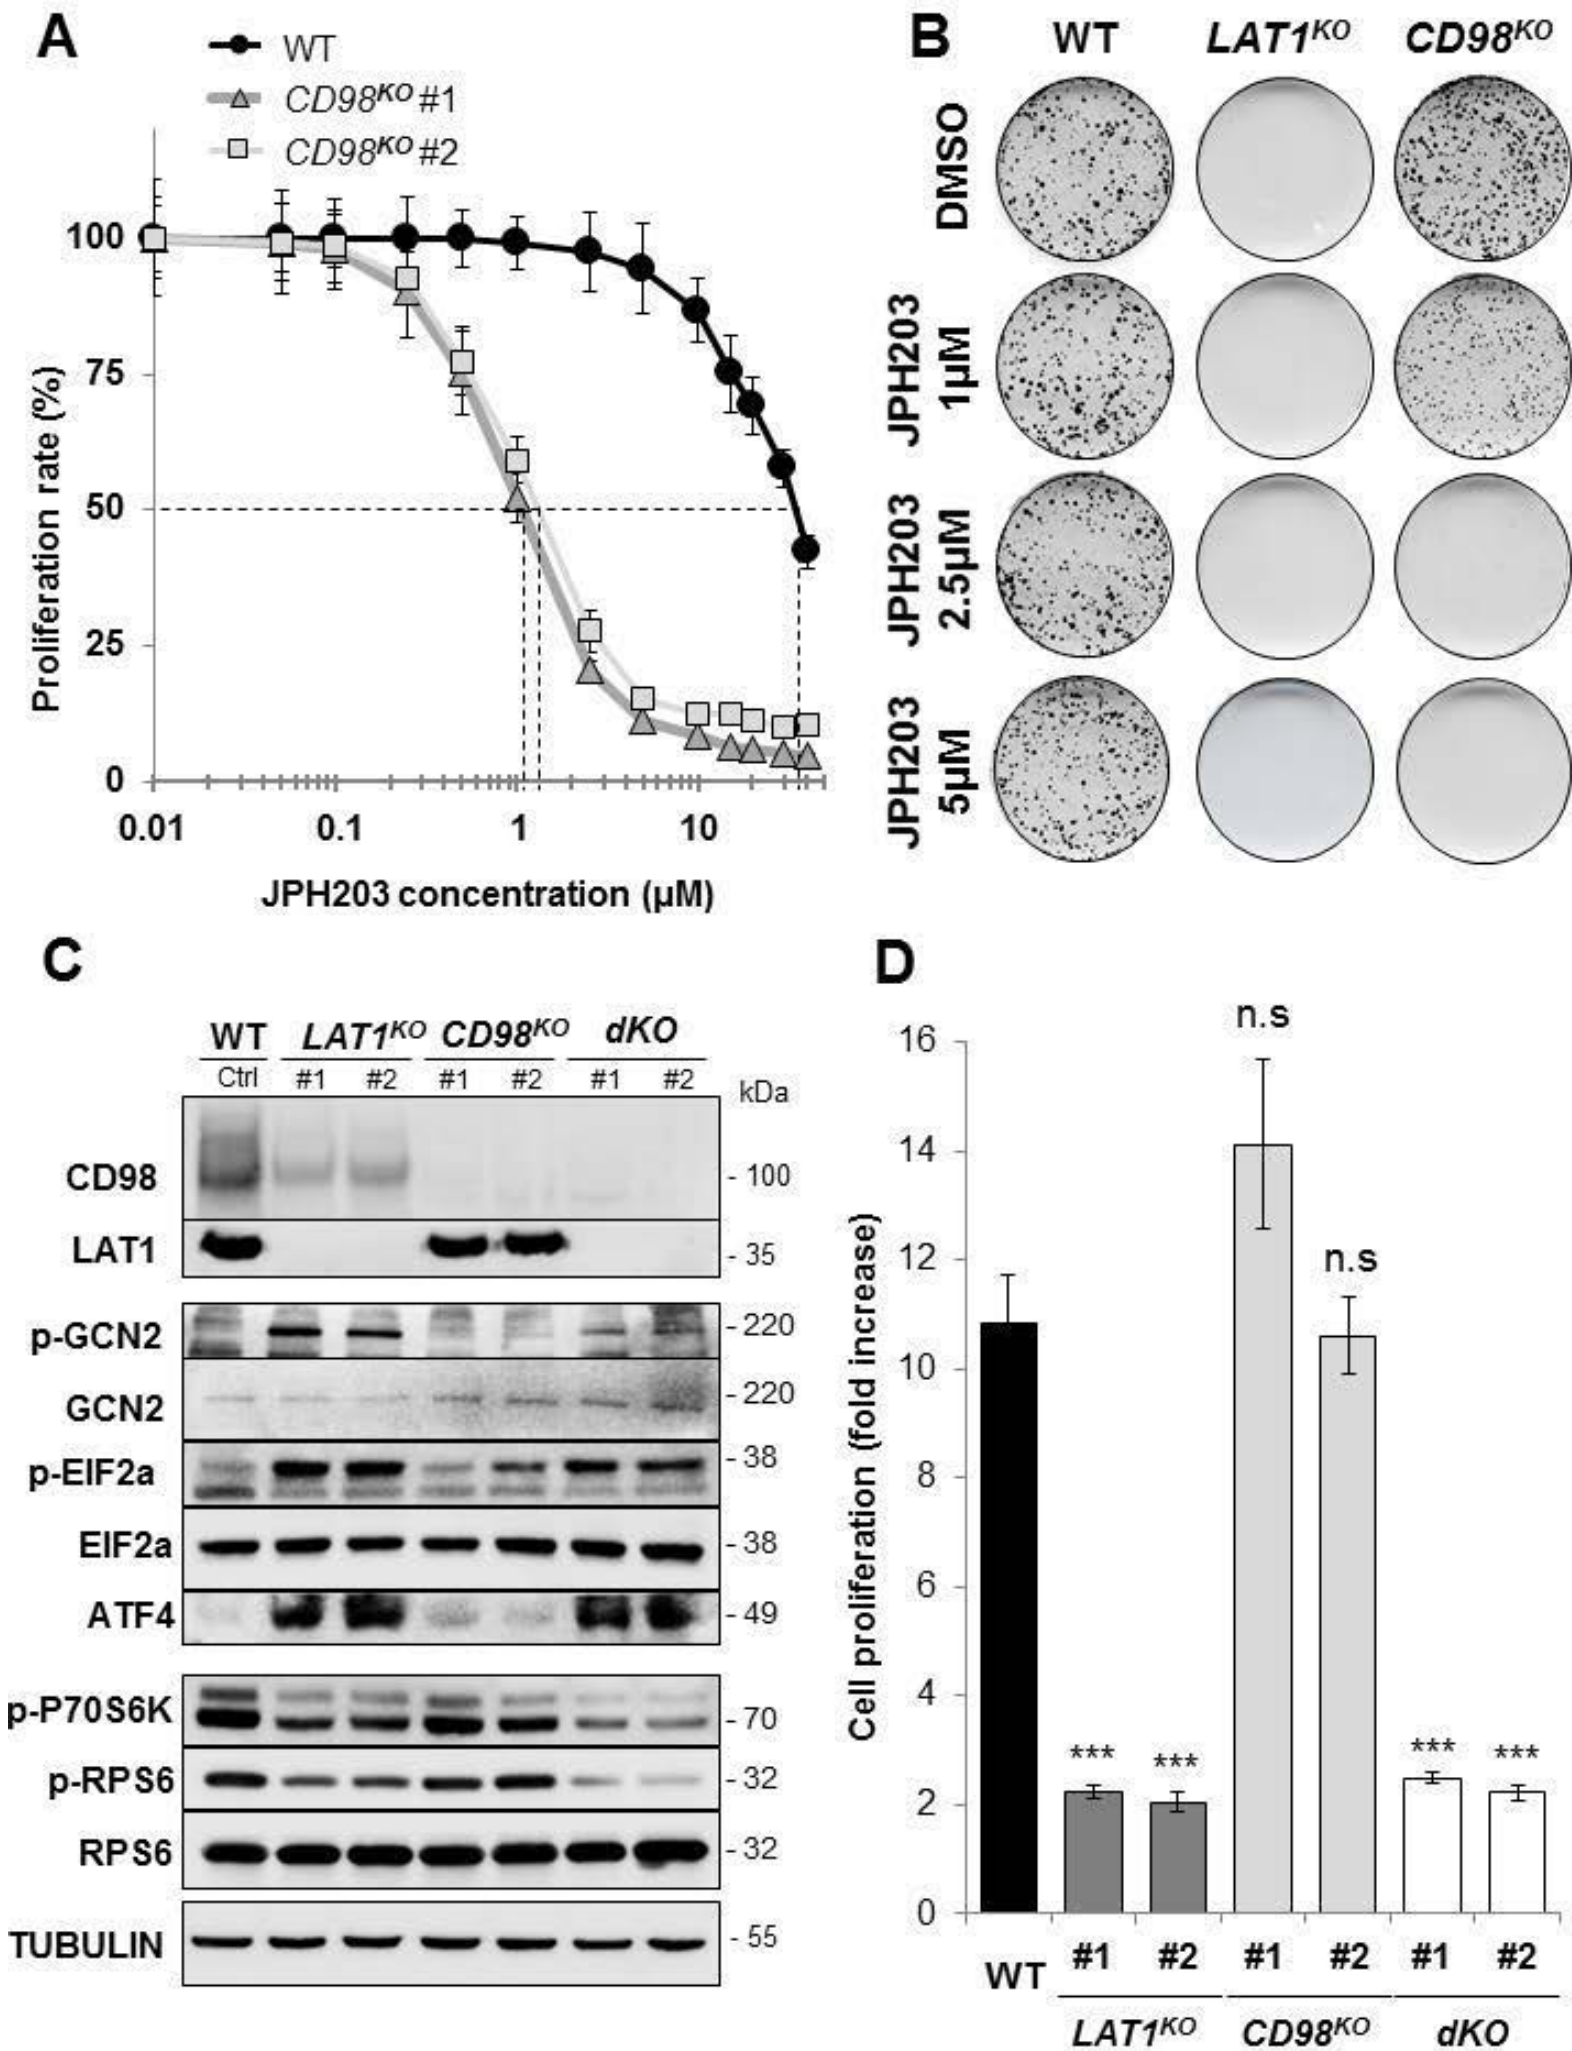 A
WT
CD98KO #1
CD98KO #2
100
75
50
25
0
0.01 0.1 1 10
Proliferation rate (%)
JPH203 concentration (µM)
B
WT LAT1KO CD98KO
DMSO
JPH203
1µM
JPH203
2.5µM
JPH203
5µM
C
WT LAT1KO CD98KO dKO
Ctrl #1 #2 #1 #2 #1 #2 kDa
CD98 - 100
LAT1 - 35
p-GCN2 - 220
GCN2 - 220
p-EIF2a - 38
EIF2a - 38
ATF4 - 49
p-P70S6K - 70
p-RPS6 - 32
RPS6 - 32
TUBULIN - 55
D
16
14
12
10
8
6
4
2
0
Cell proliferation (fold increase)
n.s
n.s
*** *** *** ***
WT #1 #2 #1 #2 #1 #2
LAT1KO CD98KO dKO